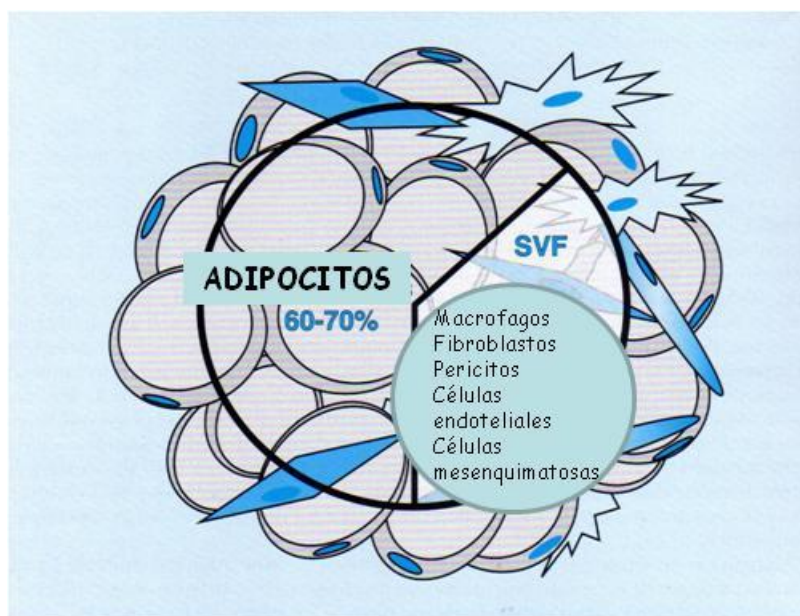 SVF
ADIPOCITOS
60-70%
Macrofagos
Fibroblastos
Pericitos
Células
endoteliales
Células
mesenquimatosas